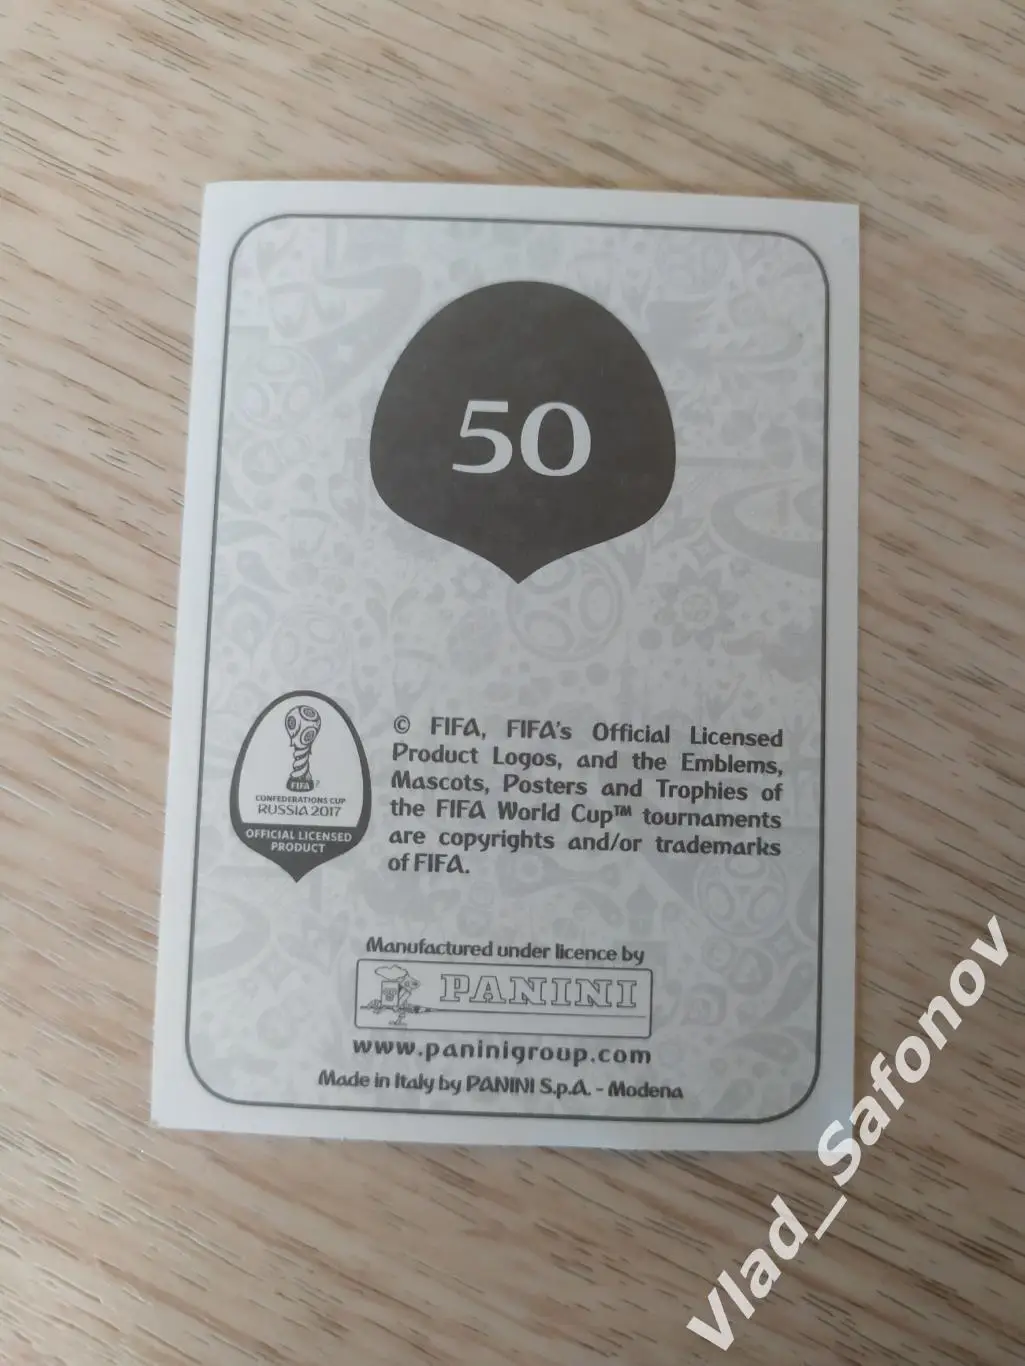 50
© FIFA, FIFA's Official Licensed
Product Logos, and the Emblems,
Mascots, Posters and Trophies of
the FIFA World Cup™ tournaments
are copyrights and/or trademarks
of FIFA.
FIFA
CONFEDERATIONS CUP
RUSSIA 2017
OFFICIAL LICENSED
PRODUCT
Manufactured under licence by
PANINI
www.paninigroup.com
Made in Italy by PANINI S.p.A. - Modena
Vlad_Safonov